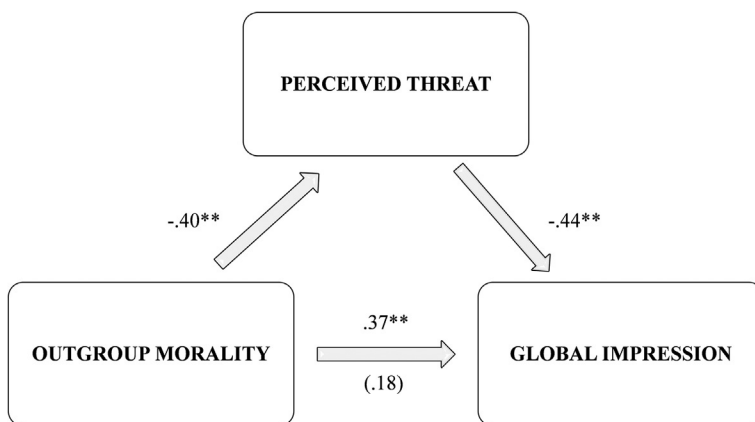 PERCEIVED THREAT
-.40**
-.44**
OUTGROUP MORALITY
.37**
(.18)
GLOBAL IMPRESSION